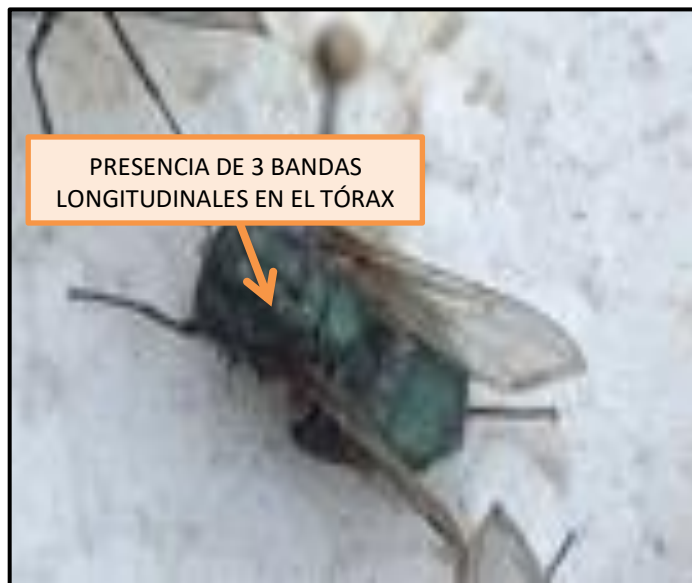 PRESENCIA DE 3 BANDAS
LONGITUDINALES EN EL TÓRAX